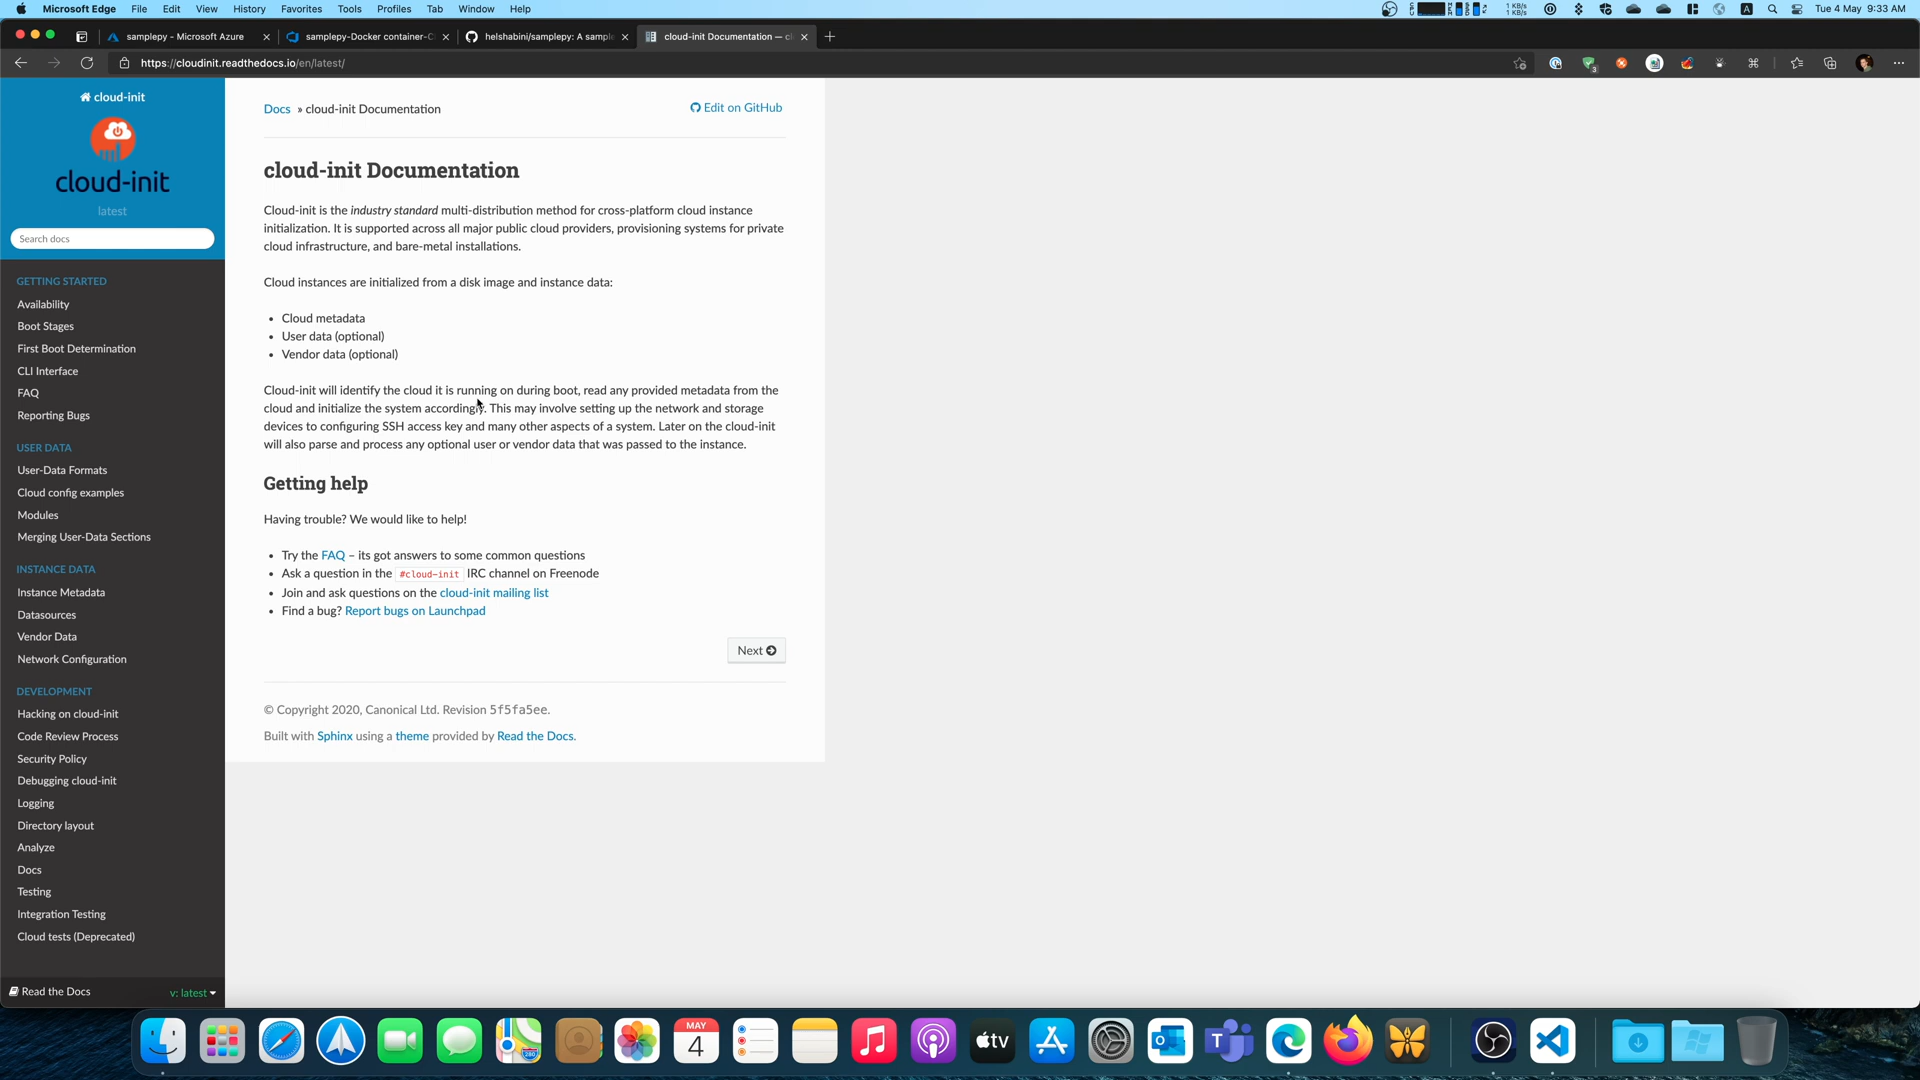 Microsoft Edge File Edit View History Favorites Tools Profiles Tab Window Help
1 KB/s
1 KB/s
Tue 4 May 9:33 AM
samplepy - Microsoft Azure
samplepy-Docker container-C
helshabini/samplepy: A sampl
cloud-init Documentation — cl
https://cloudinit.readthedocs.io/en/latest/
cloud-init
cloud-init
latest
Search docs
GETTING STARTED
Availability
Boot Stages
First Boot Determination
CLI Interface
FAQ
Reporting Bugs
USER DATA
User-Data Formats
Cloud config examples
Modules
Merging User-Data Sections
INSTANCE DATA
Instance Metadata
Datasources
Vendor Data
Network Configuration
DEVELOPMENT
Hacking on cloud-init
Code Review Process
Security Policy
Debugging cloud-init
Logging
Directory layout
Analyze
Docs
Testing
Integration Testing
Cloud tests (Deprecated)
Read the Docs v: latest
Docs » cloud-init Documentation
Edit on GitHub
cloud-init Documentation
Cloud-init is the industry standard multi-distribution method for cross-platform cloud instance
initialization. It is supported across all major public cloud providers, provisioning systems for private
cloud infrastructure, and bare-metal installations.
Cloud instances are initialized from a disk image and instance data:
• Cloud metadata
• User data (optional)
• Vendor data (optional)
Cloud-init will identify the cloud it is running on during boot, read any provided metadata from the
cloud and initialize the system accordingly. This may involve setting up the network and storage
devices to configuring SSH access key and many other aspects of a system. Later on the cloud-init
will also parse and process any optional user or vendor data that was passed to the instance.
Getting help
Having trouble? We would like to help!
• Try the FAQ – its got answers to some common questions
• Ask a question in the #cloud-init IRC channel on Freenode
• Join and ask questions on the cloud-init mailing list
• Find a bug? Report bugs on Launchpad
Next
© Copyright 2020, Canonical Ltd. Revision 5f5fa5ee.
Built with Sphinx using a theme provided by Read the Docs.
MAY
4
280
tv